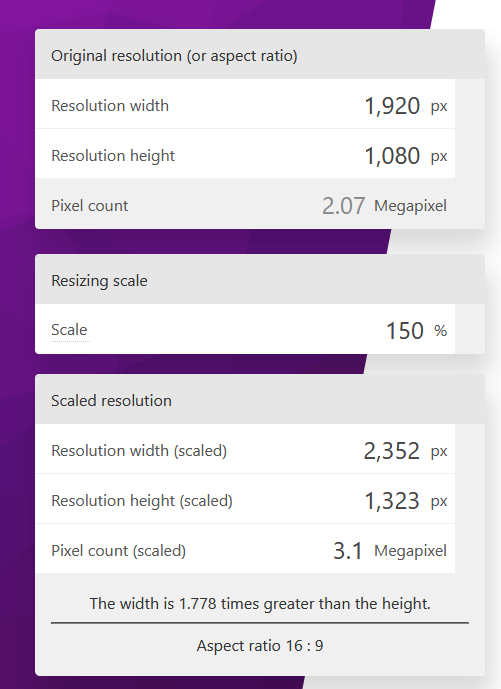 Original resolution (or aspect ratio)
Resolution width 1,920 px
Resolution height 1,080 px
Pixel count 2.07 Megapixel
Resizing scale
Scale 150 %
Scaled resolution
Resolution width (scaled) 2,352 px
Resolution height (scaled) 1,323 px
Pixel count (scaled) 3.1 Megapixel
The width is 1.778 times greater than the height.
Aspect ratio 16 : 9